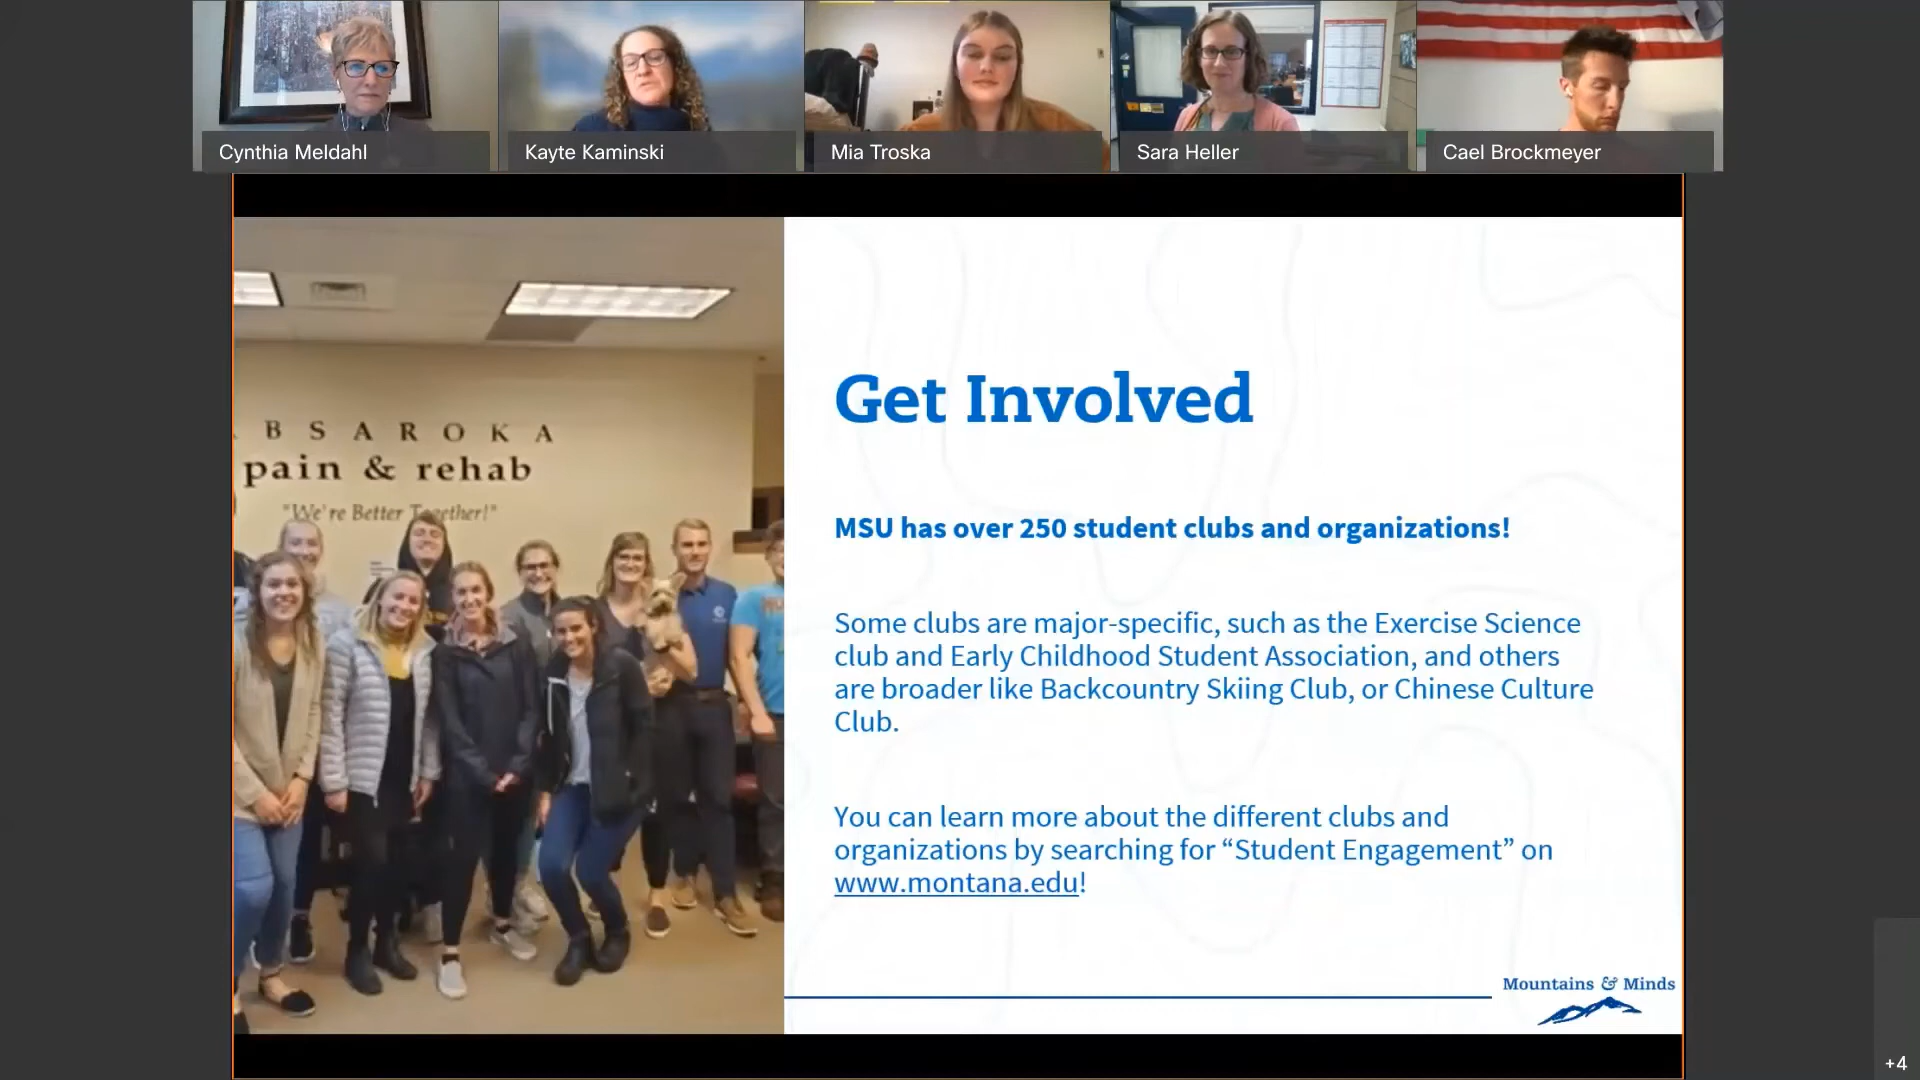 Cynthia Meldahl
Kayte Kaminski
Mia Troska
Sara Heller
Cael Brockmeyer
BSAROKA
pain & rehab
"We're Better Together!"
Get Involved
MSU has over 250 student clubs and organizations!
Some clubs are major-specific, such as the Exercise Science
club and Early Childhood Student Association, and others
are broader like Backcountry Skiing Club, or Chinese Culture
Club.
You can learn more about the different clubs and
organizations by searching for “Student Engagement” on
www.montana.edu!
Mountains & Minds
+4